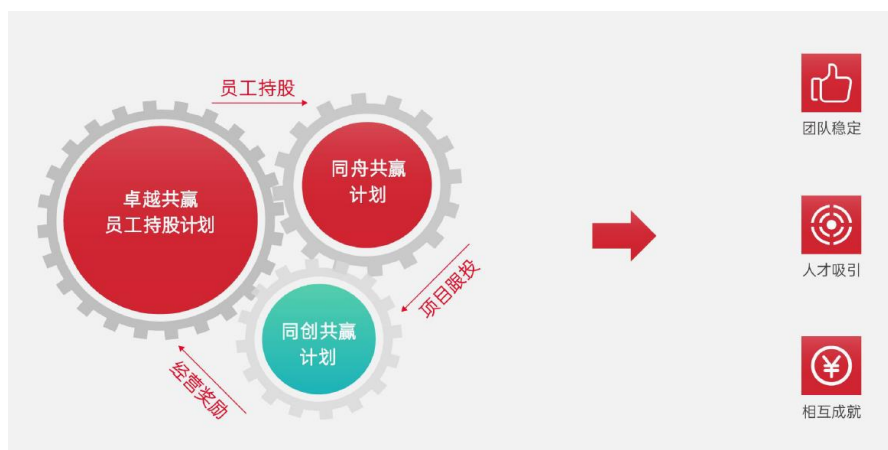 员工持股
卓越共赢
员工持股计划
同舟共赢
计划
项目跟投
同创共赢
计划
经营奖励
团队稳定
人才吸引
相互成就